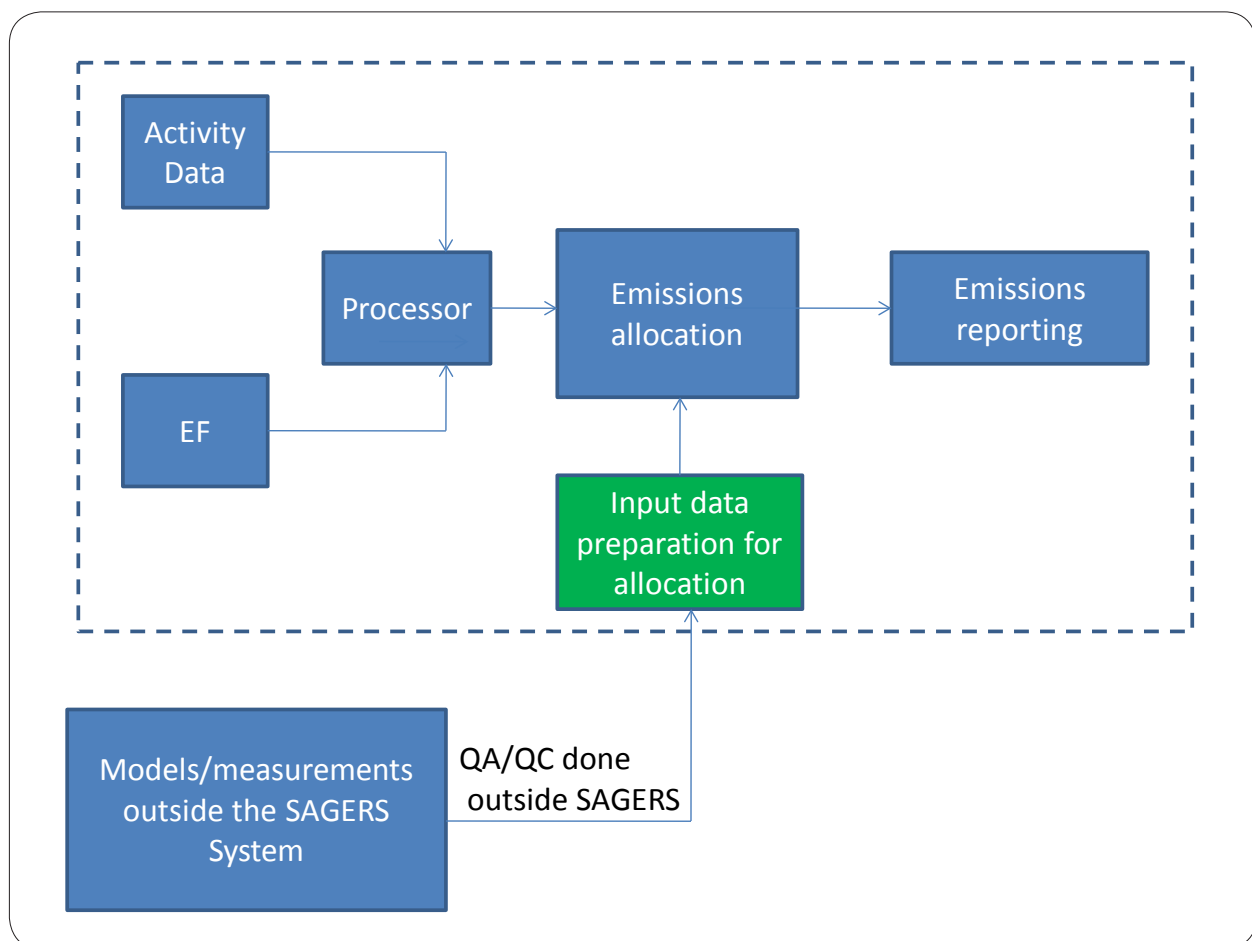 Activity
Data
Processor
EF
Emissions
allocation
Emissions
reporting
Input data
preparation for
allocation
Models/measurements
outside the SAGERS
System
QA/QC done
outside SAGERS